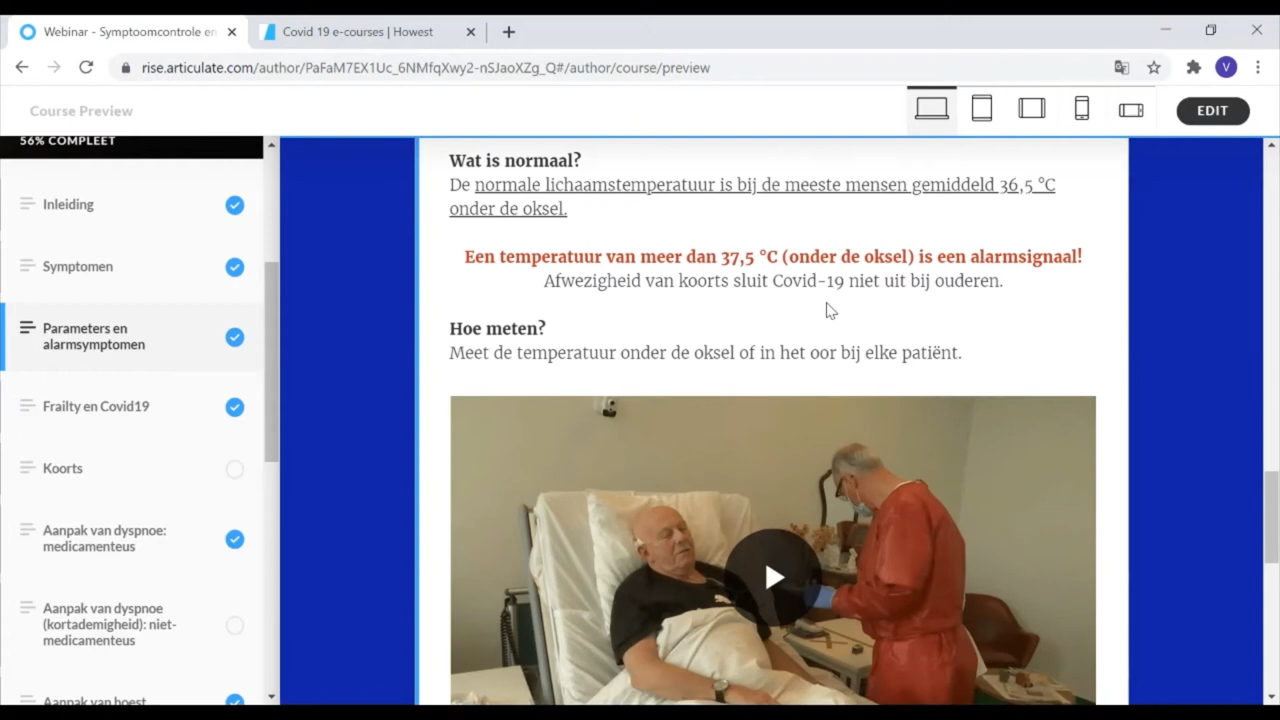 Webinar - Symptoomcontrole en
Covid 19 e-courses | Howest
rise.articulate.com/author/PaFaM7EX1Uc_6NMfqXwy2-nSJaoXZg_Q#/author/course/preview
V
Course Preview
EDIT
56% COMPLEET
Inleiding
Symptomen
Parameters en
alarmsymptomen
Frailty en Covid19
Koorts
Aanpak van dyspnoe:
medicamenteus
Aanpak van dyspnoe
(kortademigheid): niet-
medicamenteus
Aanpak van hoest
Wat is normaal?
De normale lichaamstemperatuur is bij de meeste mensen gemiddeld 36,5 °C
onder de oksel.
Een temperatuur van meer dan 37,5 °C (onder de oksel) is een alarmsignaal!
Afwezigheid van koorts sluit Covid-19 niet uit bij ouderen.
Hoe meten?
Meet de temperatuur onder de oksel of in het oor bij elke patiënt.